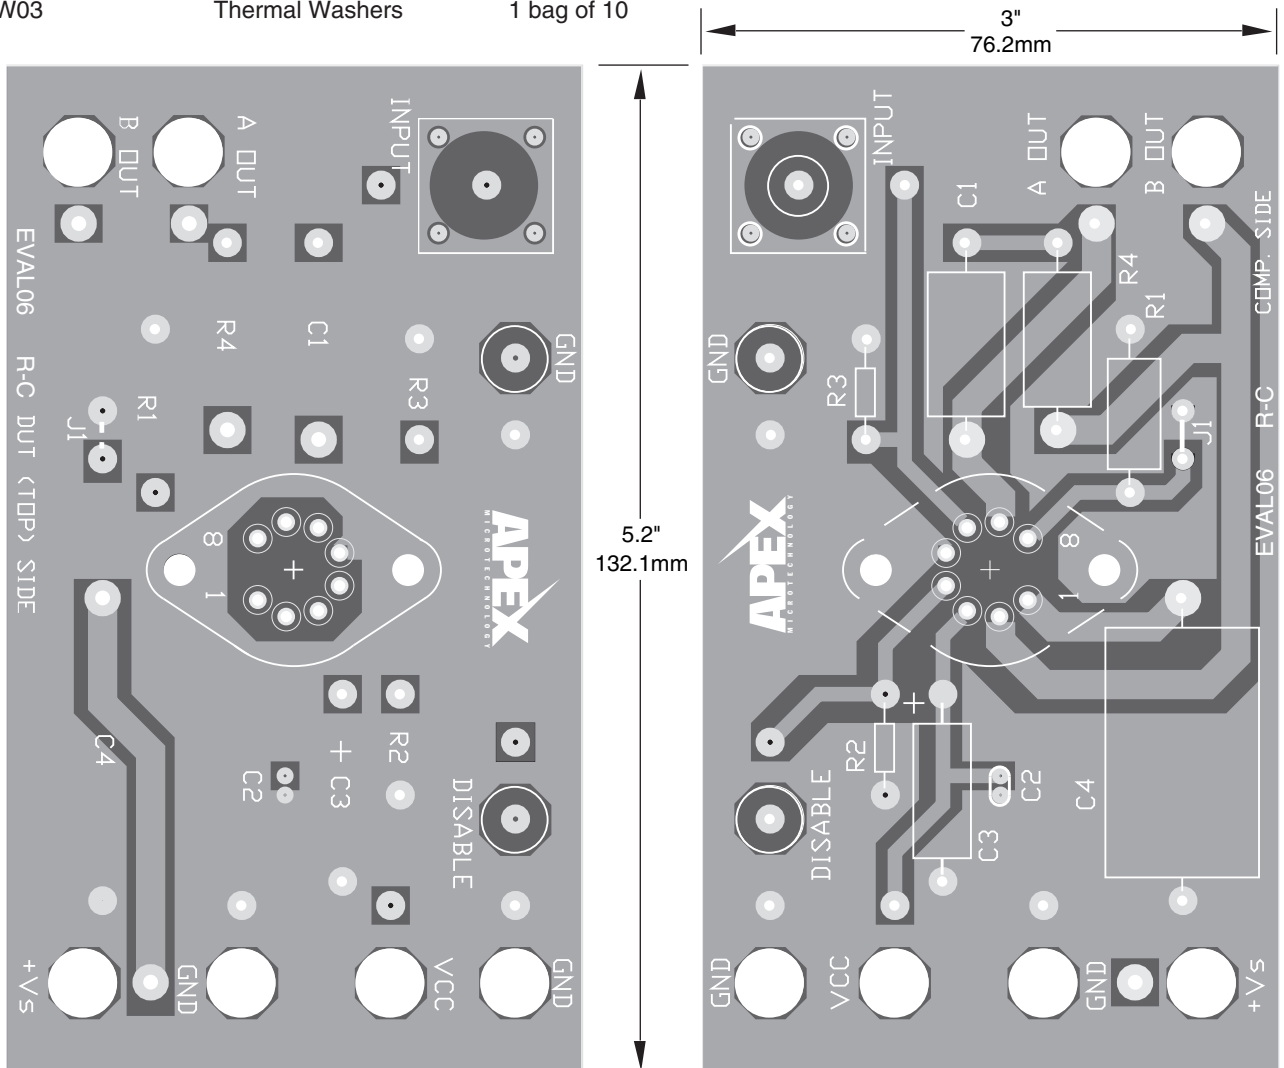 W03 Thermal Washers 1 bag of 10
3"
76.2mm
5.2"
132.1mm
B OUT
A OUT
INPUT
EVAL06 R-C DUT (TOP) SIDE
R4
C1
GND
R3
R1
J1
8
1
APEX
MICROTECHNOLOGY
C4
+
R2
C2
C3
DISABLE
+Vs
GND
VCC
GND
INPUT
C1
A OUT
B OUT
COMP. SIDE
R4
R1
GND
R3
J1
R-C
EVAL06
8
1
APEX
MICROTECHNOLOGY
+
R2
C2
C4
DISABLE
C3
GND
VCC
GND
+Vs